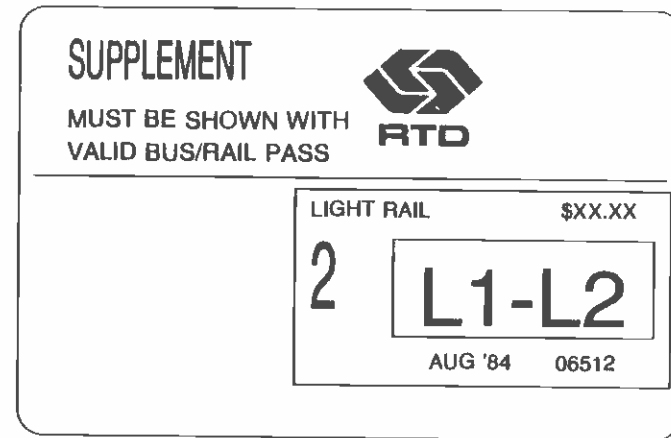 SUPPLEMENT
MUST BE SHOWN WITH
VALID BUS/RAIL PASS
RTD
LIGHT RAIL $XX.XX
2
L1-L2
AUG '84 06512